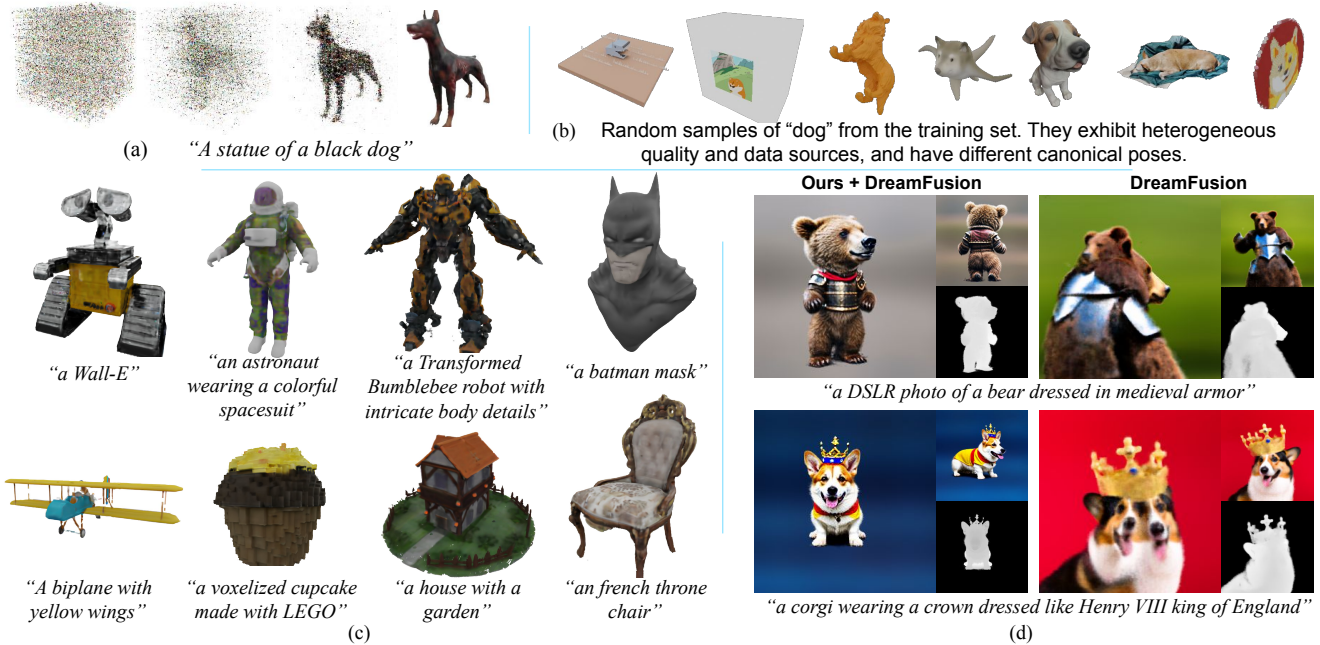 (a)
“A statue of a black dog”
(b)
Random samples of “dog” from the training set. They exhibit heterogeneous
quality and data sources, and have different canonical poses.
“a Wall-E”
“an astronaut
wearing a colorful
spacesuit”
“a Transformed
Bumblebee robot with
intricate body details”
“a batman mask”
“A biplane with
yellow wings”
“a voxelized cupcake
made with LEGO”
“a house with a
garden”
“an french throne
chair”
(c)
Ours + DreamFusion
DreamFusion
“a DSLR photo of a bear dressed in medieval armor”
“a corgi wearing a crown dressed like Henry VIII king of England”
(d)